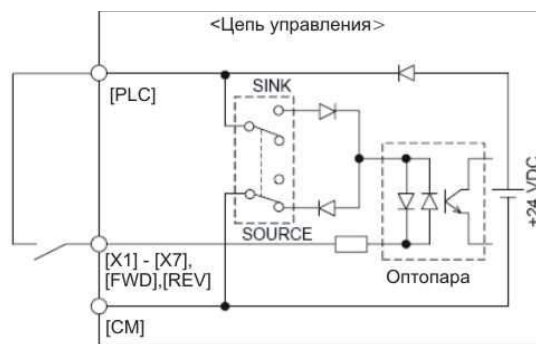 <Цепь управления>
[PLC]
SINK
SOURCE
[X1] - [X7],
[FWD],[REV]
Оптопара
+24 VDC
[CM]